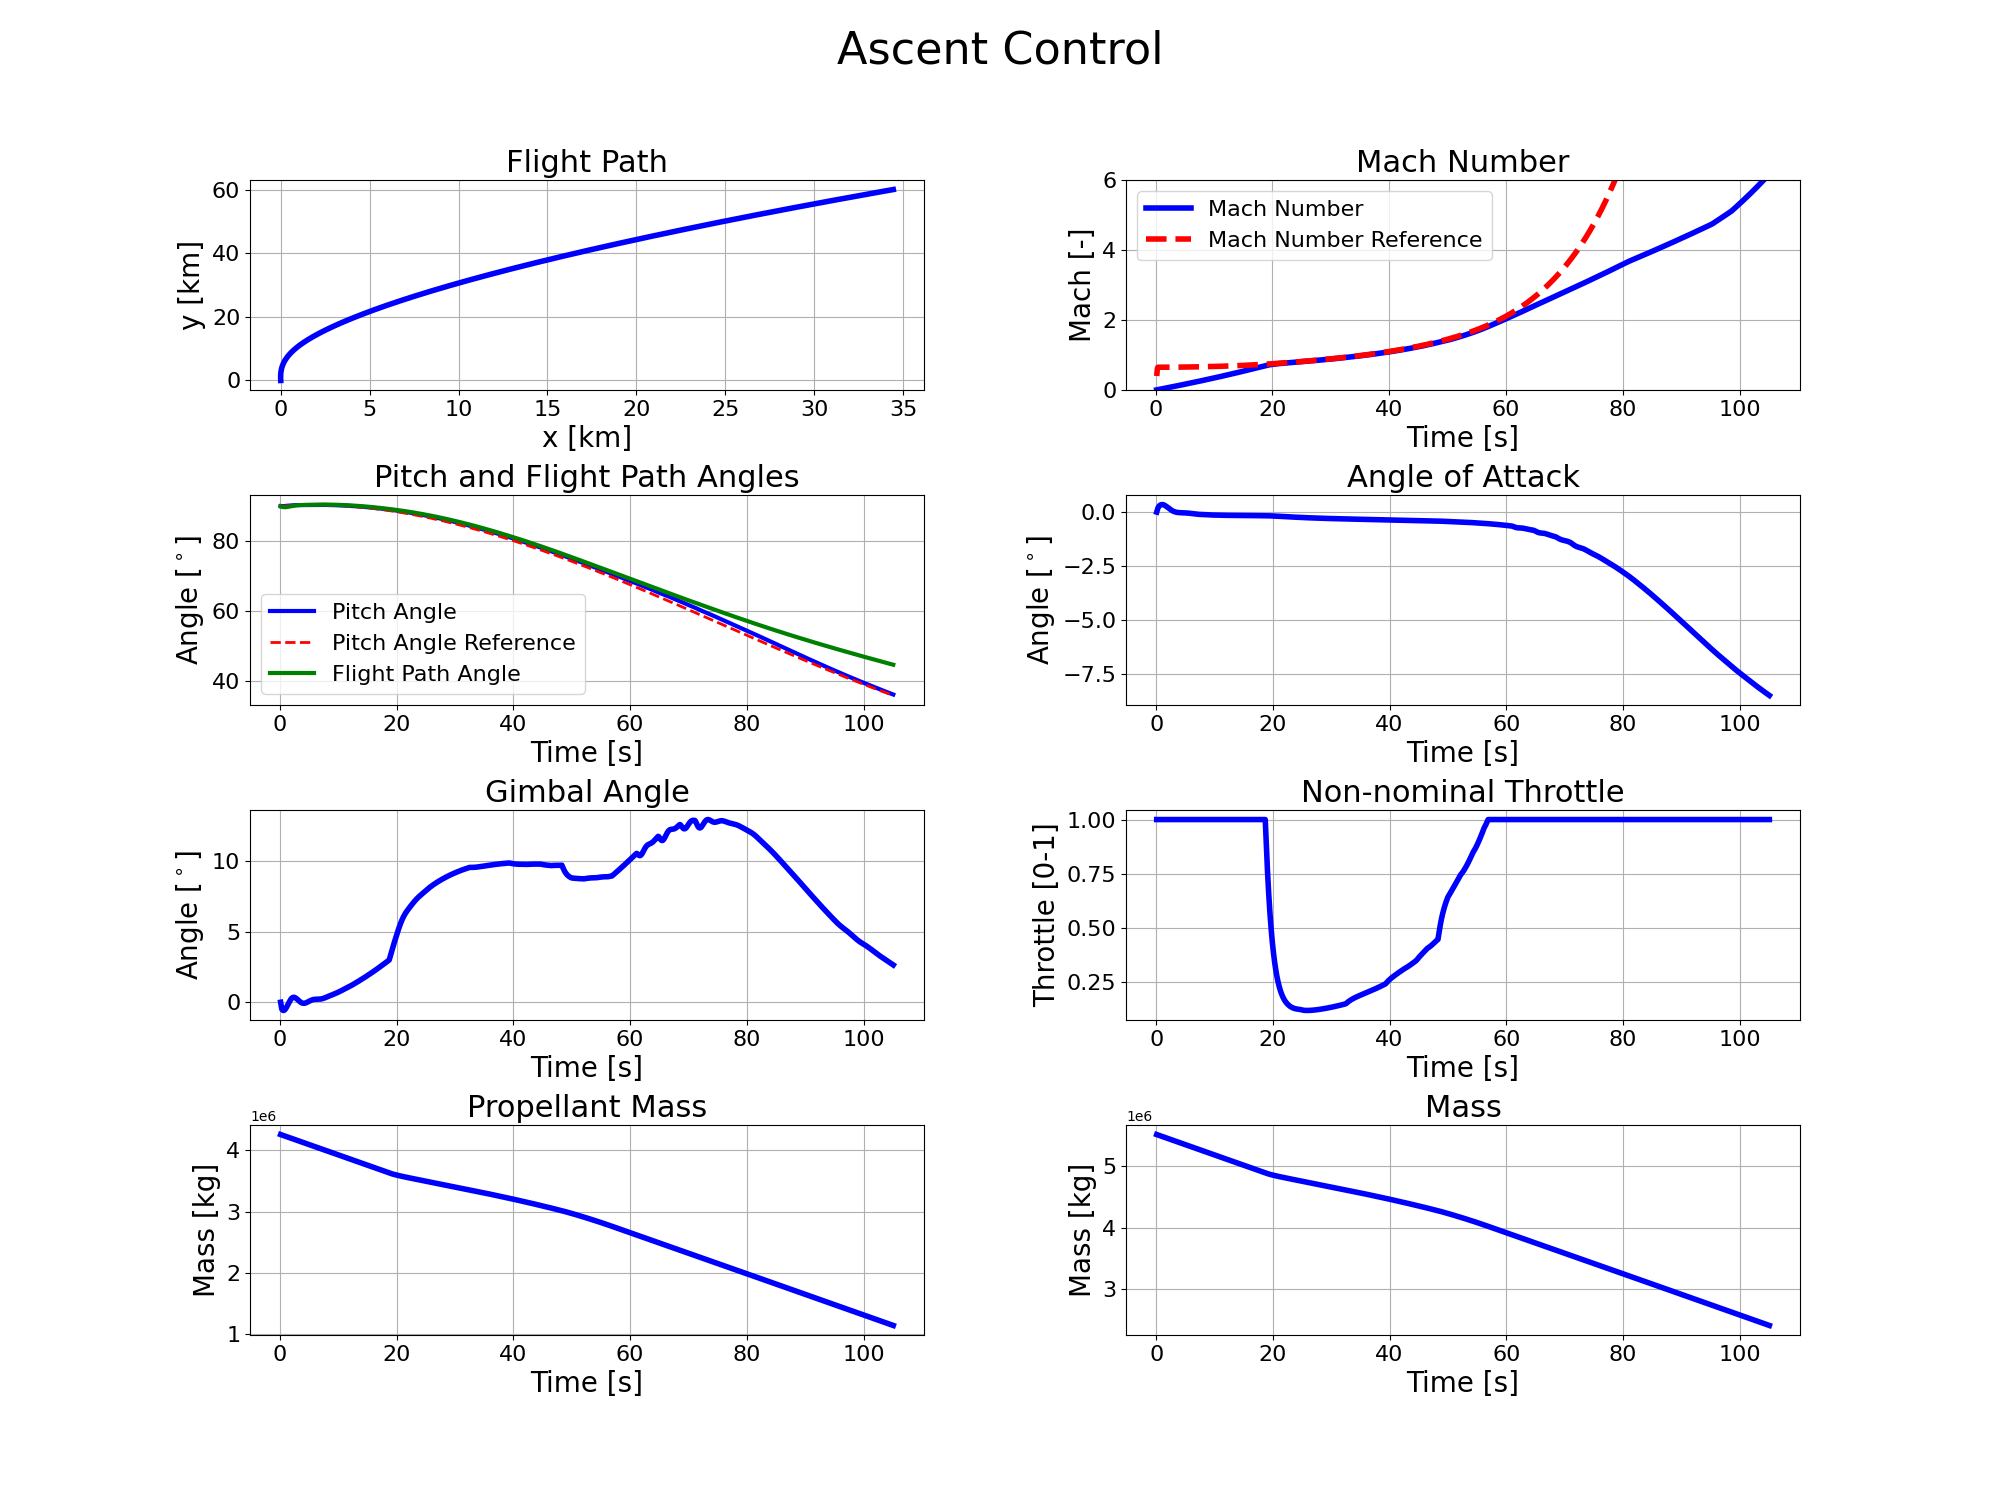 Ascent Control
Flight Path
y [km]
60
40
20
0
0 5 10 15 20 25 30 35
x [km]
Mach Number
Mach [-]
6
4
2
0
Mach Number
Mach Number Reference
0 20 40 60 80 100
Time [s]
Pitch and Flight Path Angles
Angle [°]
80
60
40
Pitch Angle
Pitch Angle Reference
Flight Path Angle
0 20 40 60 80 100
Time [s]
Angle of Attack
Angle [°]
0.0
−2.5
−5.0
−7.5
0 20 40 60 80 100
Time [s]
Gimbal Angle
Angle [°]
10
5
0
0 20 40 60 80 100
Time [s]
Non-nominal Throttle
Throttle [0-1]
1.00
0.75
0.50
0.25
0 20 40 60 80 100
Time [s]
Propellant Mass
1e6
Mass [kg]
4
3
2
1
0 20 40 60 80 100
Time [s]
Mass
1e6
Mass [kg]
5
4
3
0 20 40 60 80 100
Time [s]